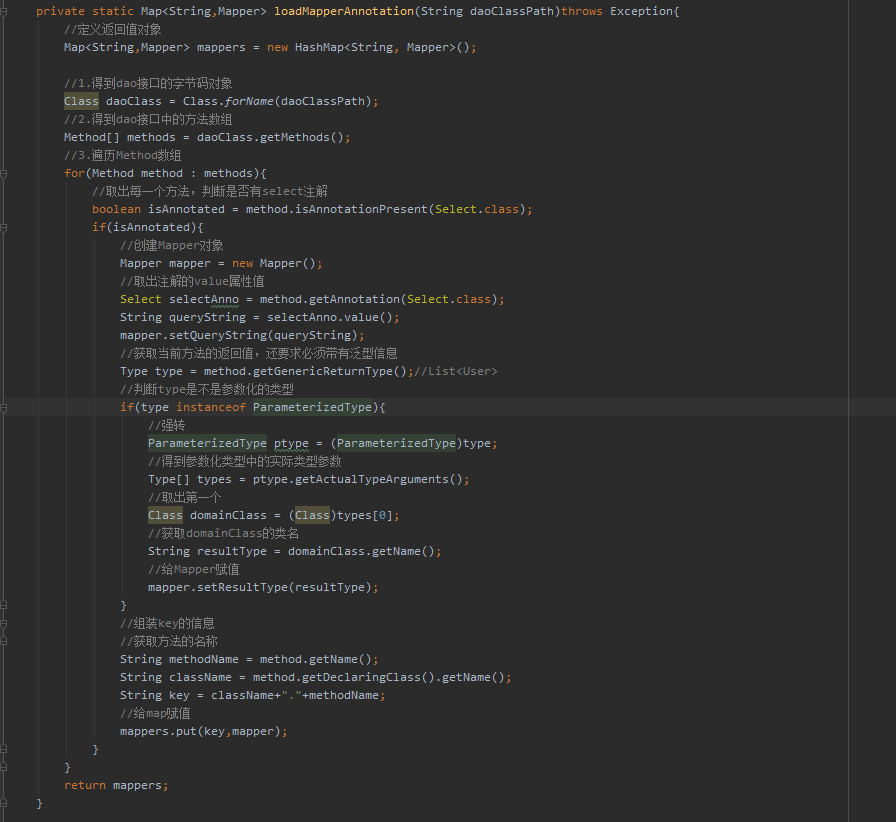 private static Map<String,Mapper> loadMapperAnnotation(String daoClassPath)throws Exception{
//定义返回值对象
Map<String,Mapper> mappers = new HashMap<String, Mapper>();
//1.得到dao接口的字节码对象
Class daoClass = Class.forName(daoClassPath);
//2.得到dao接口中的方法数组
Method[] methods = daoClass.getMethods();
//3.遍历Method数组
for(Method method : methods){
//取出每一个方法，判断是否有select注解
boolean isAnnotated = method.isAnnotationPresent(Select.class);
if(isAnnotated){
//创建Mapper对象
Mapper mapper = new Mapper();
//取出注解的value属性值
Select selectAnno = method.getAnnotation(Select.class);
String queryString = selectAnno.value();
mapper.setQueryString(queryString);
//获取当前方法的返回值，还要求必须带有泛型信息
Type type = method.getGenericReturnType();//List<User>
//判断type是不是参数化的类型
if(type instanceof ParameterizedType){
//强转
ParameterizedType ptype = (ParameterizedType)type;
//得到参数化类型中的实际类型参数
Type[] types = ptype.getActualTypeArguments();
//取出第一个
Class domainClass = (Class)types[0];
//获取domainClass的类名
String resultType = domainClass.getName();
//给Mapper赋值
mapper.setResultType(resultType);
}
//组装key的信息
//获取方法的名称
String methodName = method.getName();
String className = method.getDeclaringClass().getName();
String key = className+"."+methodName;
//给map赋值
mappers.put(key,mapper);
}
}
return mappers;
}